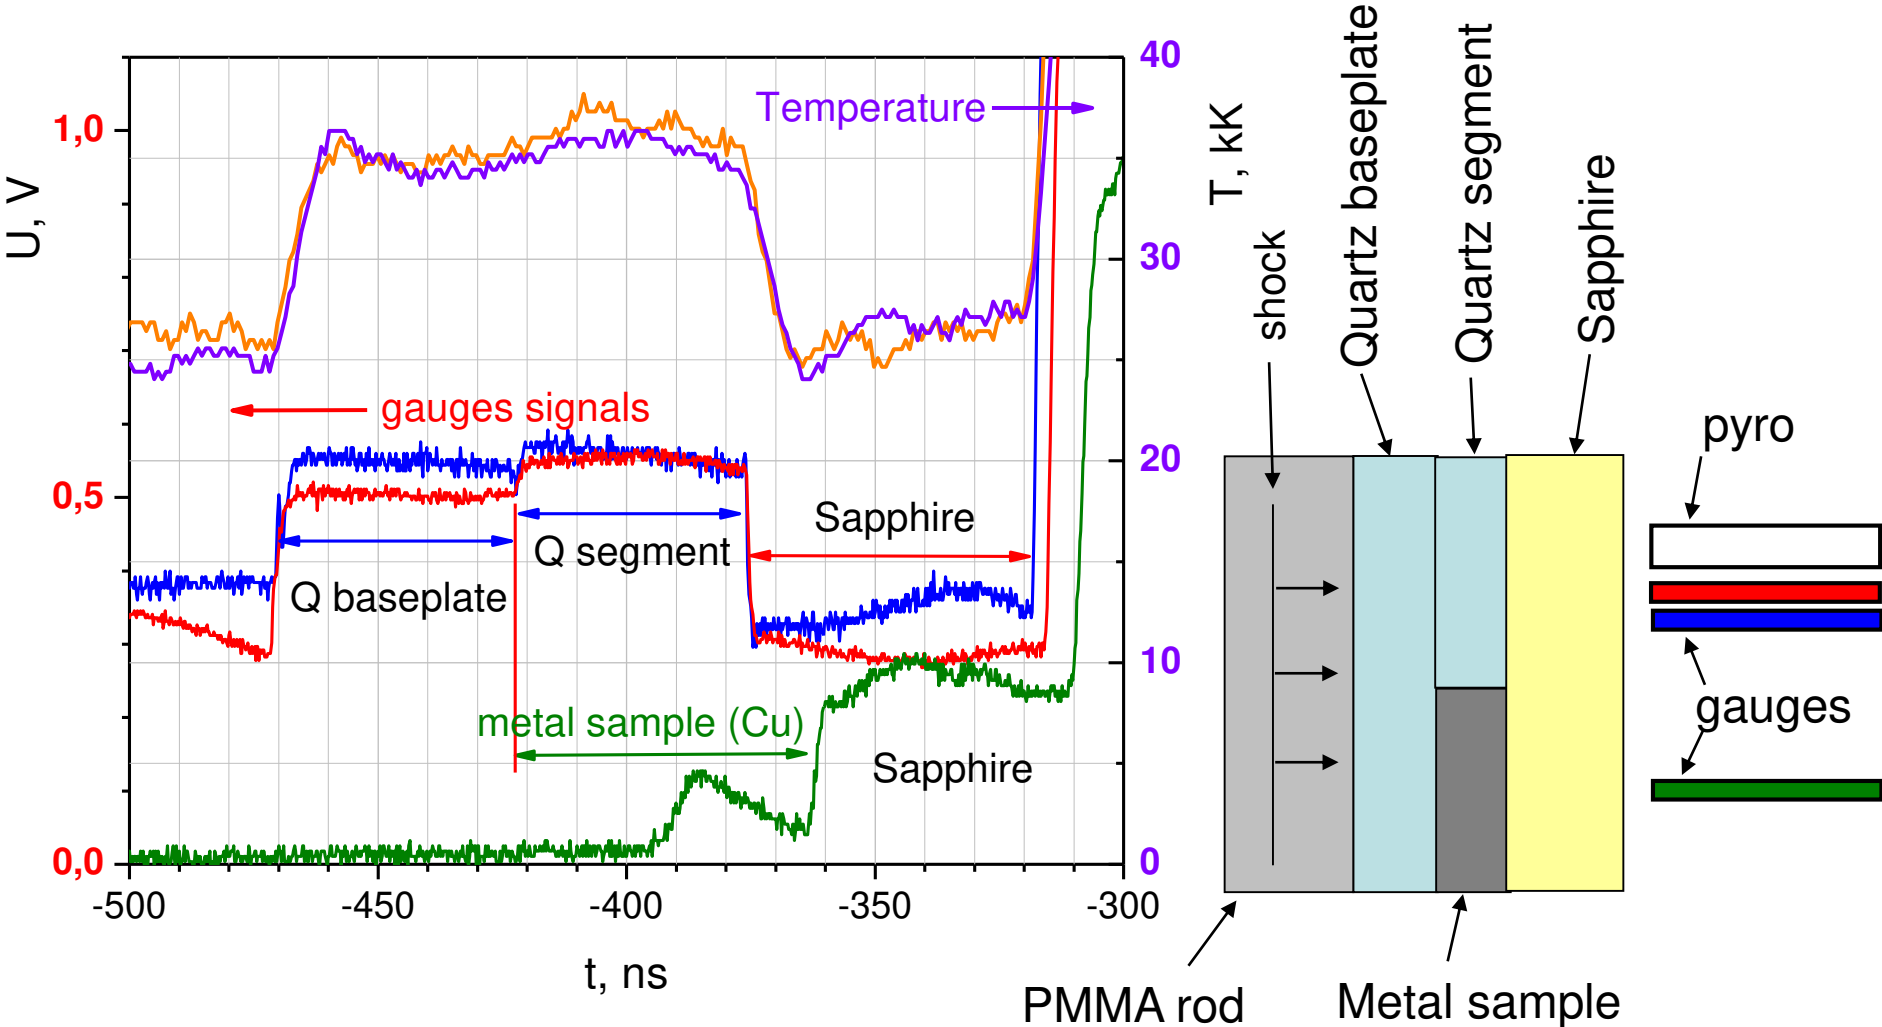 40
Temperature
1,0
U, V
30
T, kK
shock
Quartz baseplate
Quartz segment
Sapphire
gauges signals
pyro
20
0,5
Sapphire
Q segment
Q baseplate
10
metal sample (Cu)
gauges
Sapphire
0,0
0
-500
-450
-400
-350
-300
t, ns
PMMA rod
Metal sample